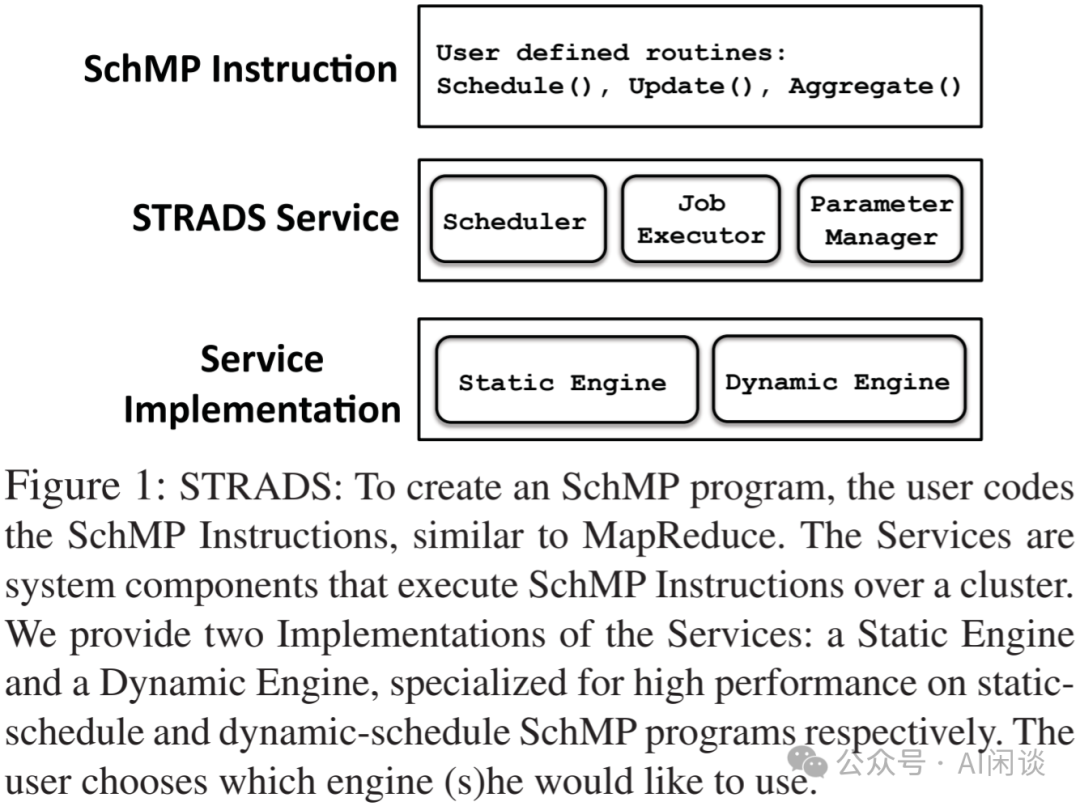 SchMP Instruction
User defined routines:
Schedule(), Update(), Aggregate()
STRADS Service
Scheduler
Job
Executor
Parameter
Manager
Service
Implementation
Static Engine
Dynamic Engine
Figure 1: STRADS: To create an SchMP program, the user codes
the SchMP Instructions, similar to MapReduce. The Services are
system components that execute SchMP Instructions over a cluster.
We provide two Implementations of the Services: a Static Engine
and a Dynamic Engine, specialized for high performance on static-
schedule and dynamic-schedule SchMP programs respectively. The
user chooses which engine (s)he would like to use.
公众号 · AI闲谈